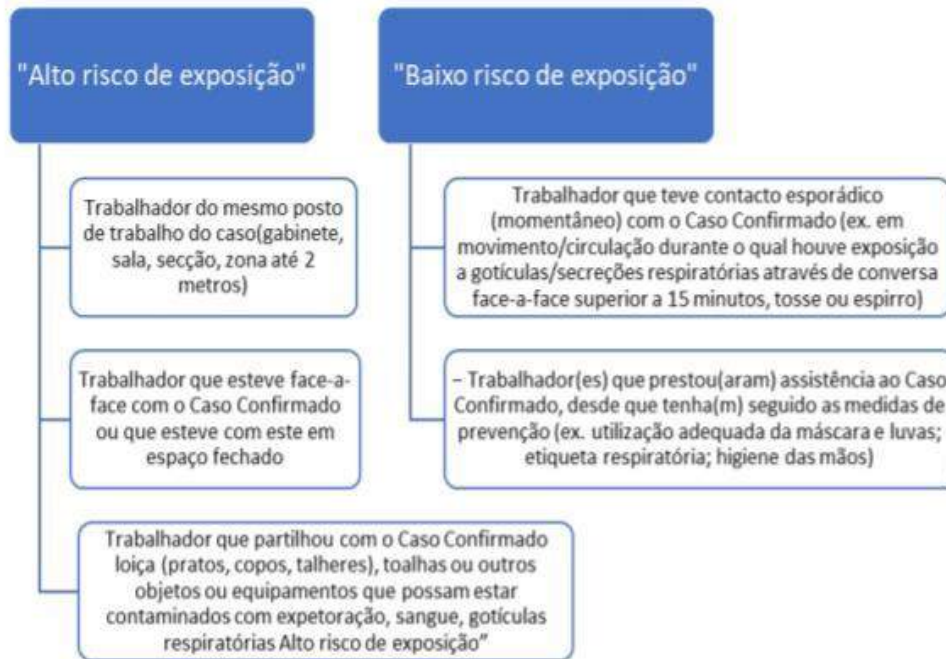 "Alto risco de exposição"
Trabalhador do mesmo posto
de trabalho do caso(gabinete,
sala, secção, zona até 2
metros)
Trabalhador que esteve face-a-
face com o Caso Confirmado
ou que esteve com este em
espaço fechado
Trabalhador que partilhou com o Caso Confirmado
loiça (pratos, copos, talheres), toalhas ou outros
objetos ou equipamentos que possam estar
contaminados com expetoração, sangue, gotículas
respiratórias Alto risco de exposição”
"Baixo risco de exposição"
Trabalhador que teve contacto esporádico
(momentâneo) com o Caso Confirmado (ex. em
movimento/circulação durante o qual houve exposição
a gotículas/secreções respiratórias através de conversa
face-a-face superior a 15 minutos, tosse ou espirro)
– Trabalhador(es) que prestou(aram) assistência ao Caso
Confirmado, desde que tenha(m) seguido as medidas de
prevenção (ex. utilização adequada da máscara e luvas;
etiqueta respiratória; higiene das mãos)